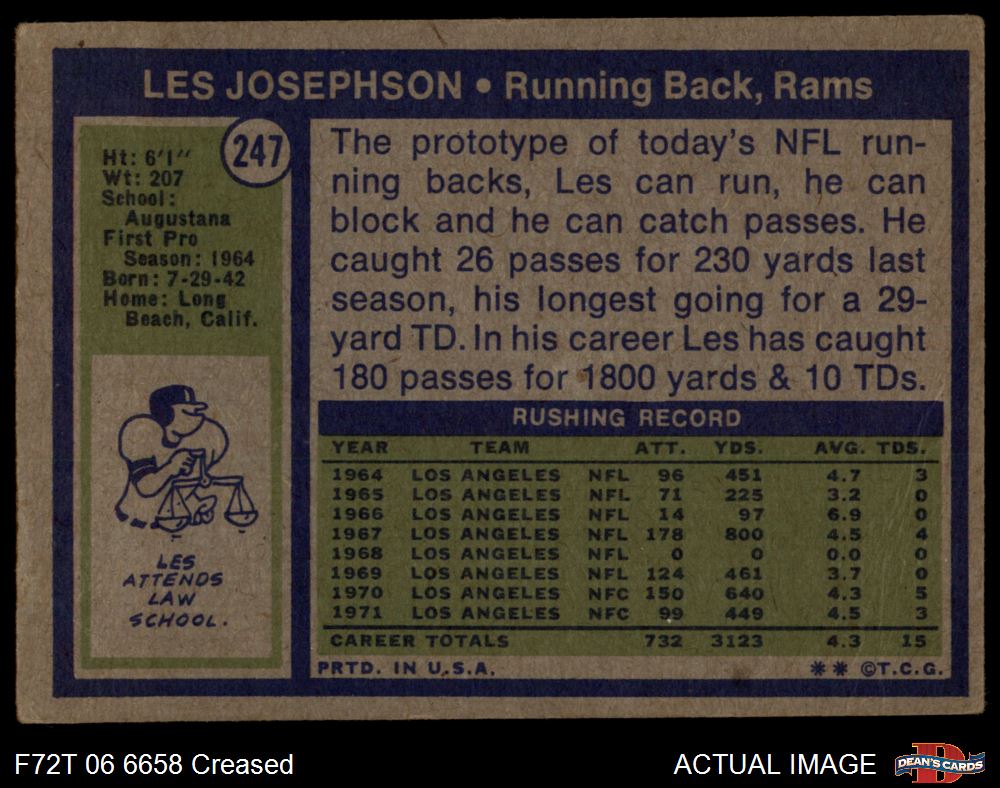 LES JOSEPHSON • Running Back, Rams
247
Ht: 6'1"
Wt: 207
School:
Augustana
First Pro
Season: 1964
Born: 7-29-42
Home: Long
Beach, Calif.
LES
ATTENDS
LAW
SCHOOL.
The prototype of today's NFL run-
ning backs, Les can run, he can
block and he can catch passes. He
caught 26 passes for 230 yards last
season, his longest going for a 29-
yard TD. In his career Les has caught
180 passes for 1800 yards & 10 TDs.
RUSHING RECORD
YEAR TEAM ATT. YDS. AVG. TDS.
1964 LOS ANGELES NFL 96 451 4.7 3
1965 LOS ANGELES NFL 71 225 3.2 0
1966 LOS ANGELES NFL 14 97 6.9 0
1967 LOS ANGELES NFL 178 800 4.5 4
1968 LOS ANGELES NFL 0 0 0.0 0
1969 LOS ANGELES NFL 124 461 3.7 0
1970 LOS ANGELES NFC 150 640 4.3 5
1971 LOS ANGELES NFC 99 449 4.5 3
CAREER TOTALS 732 3123 4.3 15
PRTD. IN U.S.A. ** ©T.C.G.
F72T 06 6658 Creased
ACTUAL IMAGE
D
DEAN'S CARDS